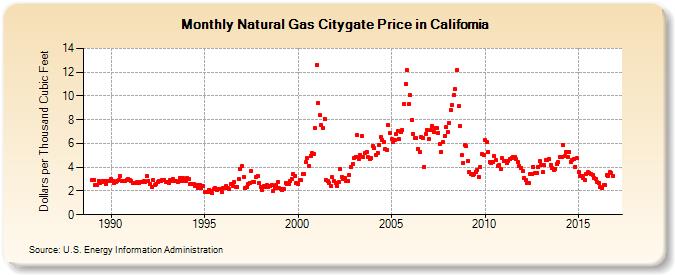 Monthly Natural Gas Citygate Price in California
Dollars per Thousand Cubic Feet
14
12
10
8
6
4
2
0
1990 1995 2000 2005 2010 2015
Source: U.S. Energy Information Administration